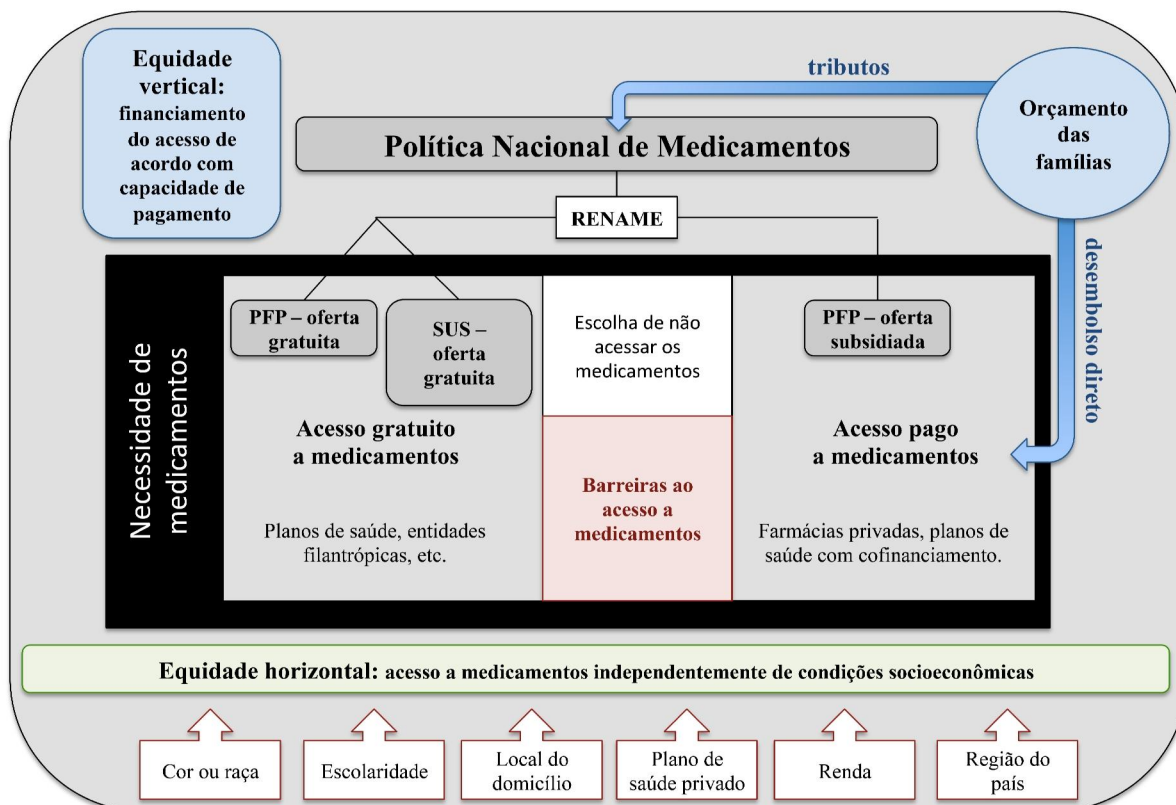 Equidade
vertical:
financiamento
do acesso de
acordo com
capacidade de
pagamento
tributos
Orçamento
das
famílias
Política Nacional de Medicamentos
RENAME
desembolso direto
Necessidade de
medicamentos
PFP – oferta
gratuita
SUS –
oferta
gratuita
Escolha de não
acessar os
medicamentos
PFP – oferta
subsidiada
Acesso gratuito
a medicamentos
Barreiras ao
acesso a
medicamentos
Acesso pago
a medicamentos
Planos de saúde, entidades
filantrópicas, etc.
Farmácias privadas, planos de
saúde com cofinanciamento.
Equidade horizontal: acesso a medicamentos independentemente de condições socioeconômicas
Cor ou raça
Escolaridade
Local do
domicílio
Plano de
saúde privado
Renda
Região do
país